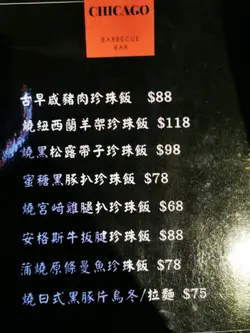 CHICAGO
BARBECUE
BAR
古早咸豬肉珍珠飯 $88
燒紐西蘭羊架珍珠飯 $118
燒黑松露帶子珍珠飯 $98
蜜糖黑豚扒珍珠飯 $78
燒宮崎雞腿扒珍珠飯 $68
安格斯牛扳腱珍珠飯 $88
蒲燒原條蔓魚珍珠飯 $78
燒日式黑豚片烏冬/拉麵 $75